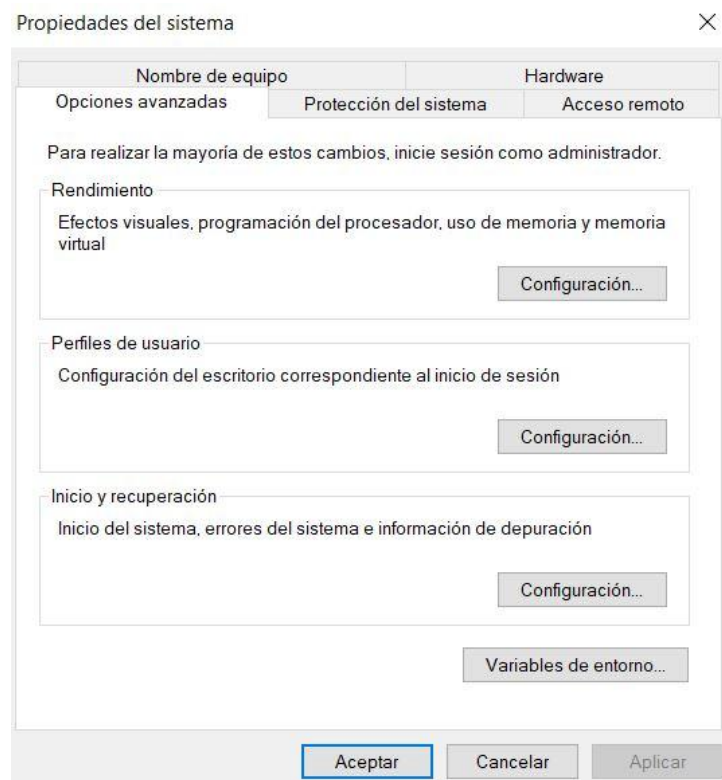 Propiedades del sistema
Nombre de equipo
Hardware
Opciones avanzadas
Protección del sistema
Acceso remoto
Para realizar la mayoría de estos cambios, inicie sesión como administrador.
Rendimiento
Efectos visuales, programación del procesador, uso de memoria y memoria
virtual
Configuración...
Perfiles de usuario
Configuración del escritorio correspondiente al inicio de sesión
Configuración...
Inicio y recuperación
Inicio del sistema, errores del sistema e información de depuración
Configuración...
Variables de entorno...
Aceptar
Cancelar
Aplicar